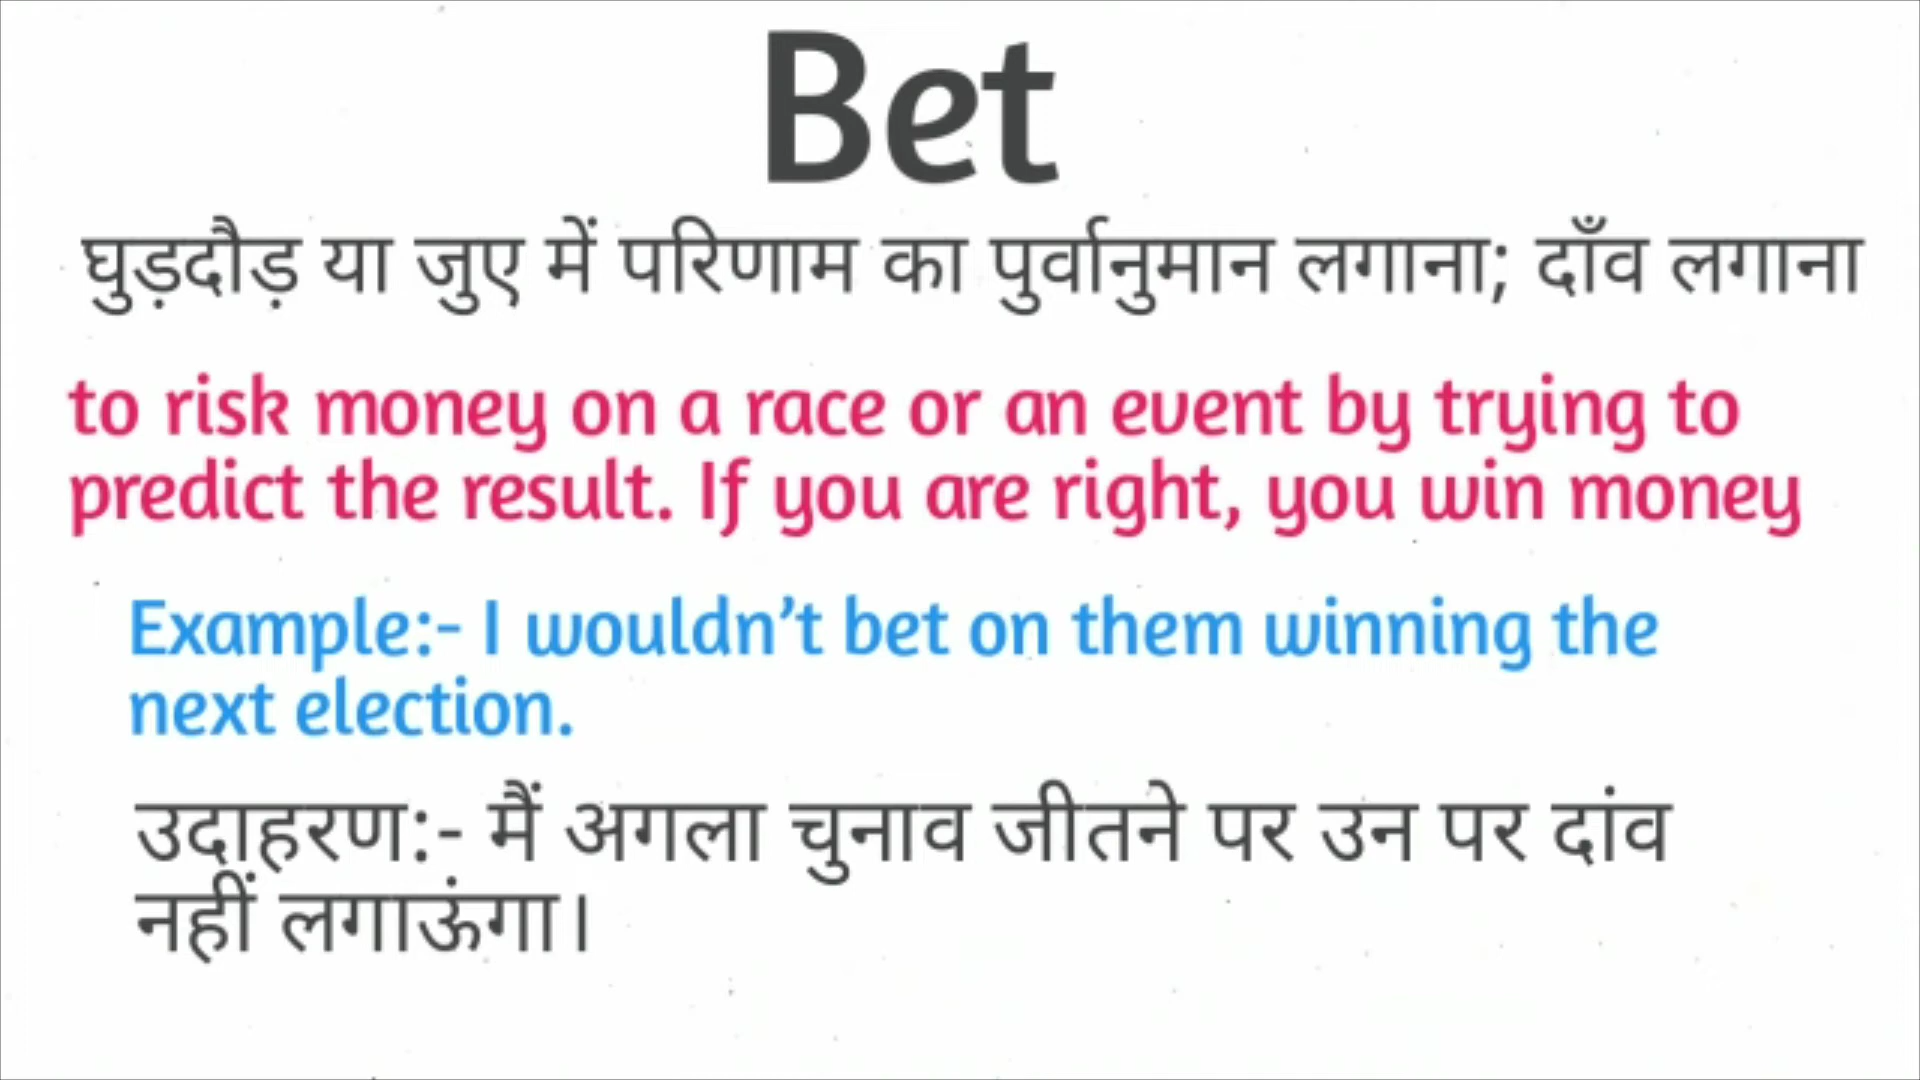 Bet
घुड़दौड़ या जुए में परिणाम का पुर्वानुमान लगाना; दाँव लगाना
to risk money on a race or an event by trying to
predict the result. If you are right, you win money
Example:- I wouldn’t bet on them winning the
next election.
उदाहरण:- मैं अगला चुनाव जीतने पर उन पर दांव
नहीं लगाऊंगा।